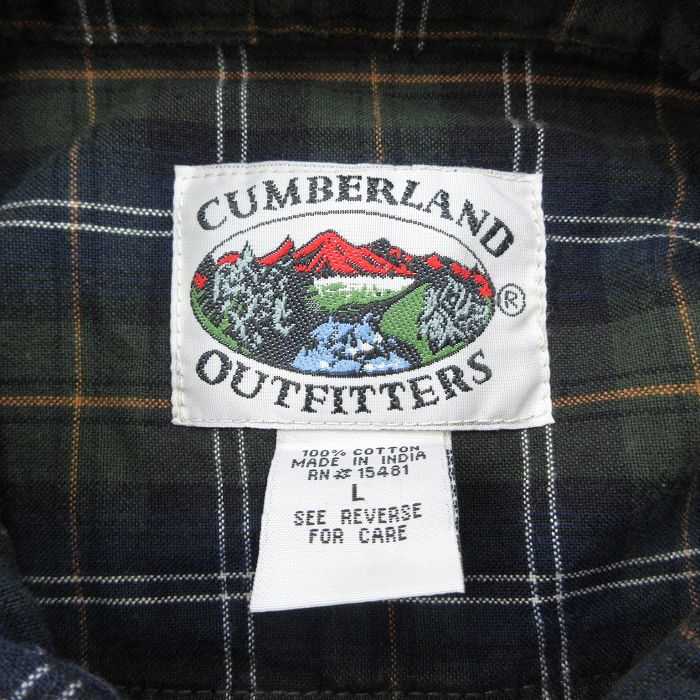 CUMBERLAND
OUTFITTERS
®
100% COTTON
MADE IN INDIA
RN# 15481
L
SEE REVERSE
FOR CARE